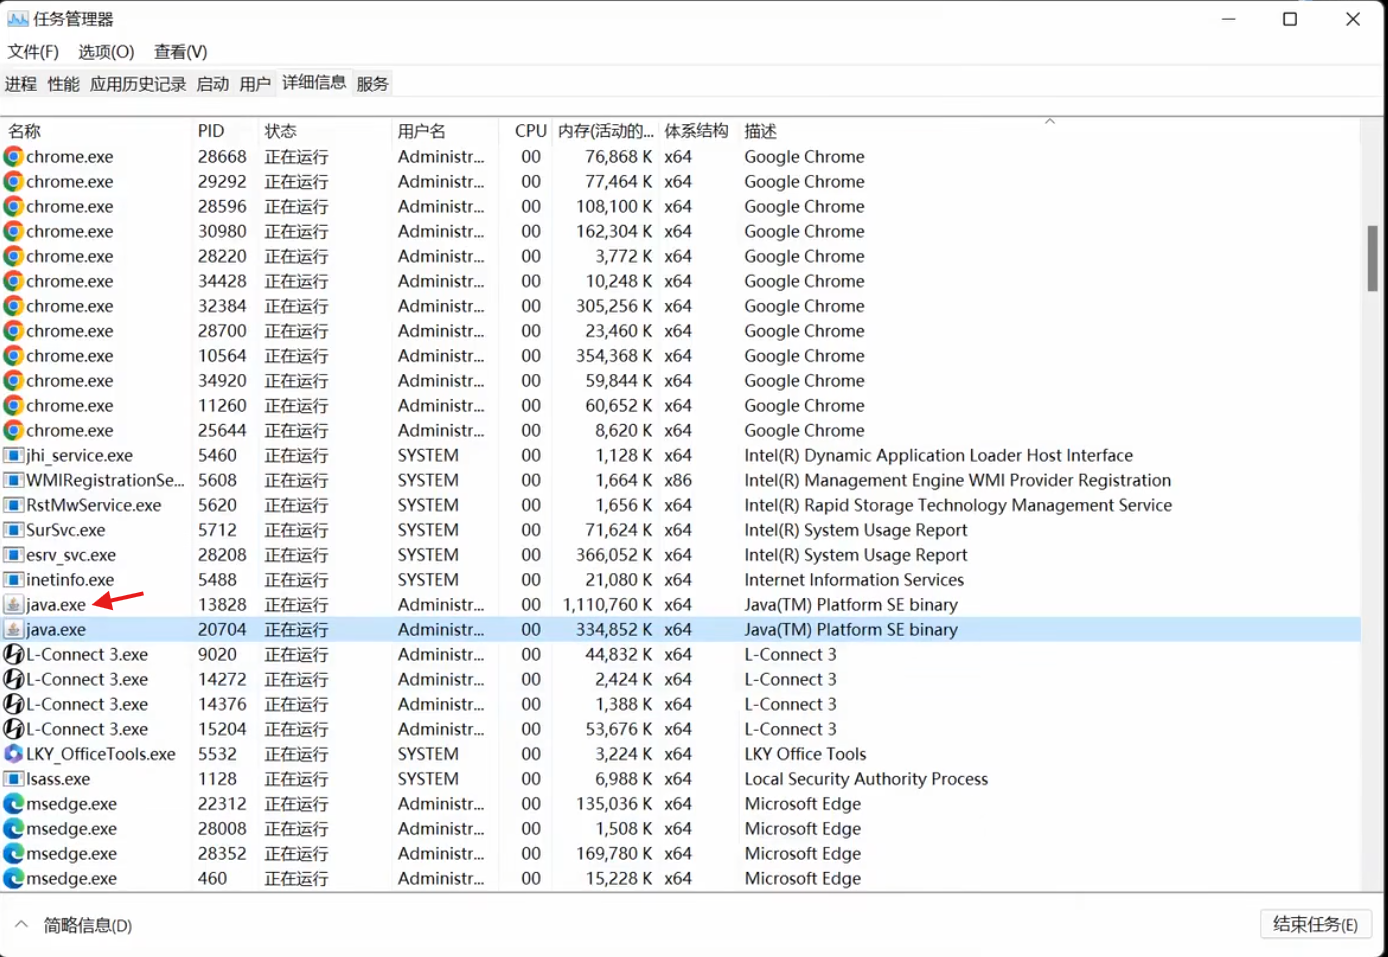 任务管理器
文件(F) 选项(O) 查看(V)
进程 性能 应用历史记录 启动 用户 详细信息 服务
名称 PID 状态 用户名 CPU 内存(活动的... 体系结构 描述
chrome.exe 28668 正在运行 Administr... 00 76,868 K x64 Google Chrome
chrome.exe 29292 正在运行 Administr... 00 77,464 K x64 Google Chrome
chrome.exe 28596 正在运行 Administr... 00 108,100 K x64 Google Chrome
chrome.exe 30980 正在运行 Administr... 00 162,304 K x64 Google Chrome
chrome.exe 28220 正在运行 Administr... 00 3,772 K x64 Google Chrome
chrome.exe 34428 正在运行 Administr... 00 10,248 K x64 Google Chrome
chrome.exe 32384 正在运行 Administr... 00 305,256 K x64 Google Chrome
chrome.exe 28700 正在运行 Administr... 00 23,460 K x64 Google Chrome
chrome.exe 10564 正在运行 Administr... 00 354,368 K x64 Google Chrome
chrome.exe 34920 正在运行 Administr... 00 59,844 K x64 Google Chrome
chrome.exe 11260 正在运行 Administr... 00 60,652 K x64 Google Chrome
chrome.exe 25644 正在运行 Administr... 00 8,620 K x64 Google Chrome
jhi_service.exe 5460 正在运行 SYSTEM 00 1,128 K x64 Intel(R) Dynamic Application Loader Host Interface
WMIRegistrationSe... 5608 正在运行 SYSTEM 00 1,664 K x86 Intel(R) Management Engine WMI Provider Registration
RstMwService.exe 5620 正在运行 SYSTEM 00 1,656 K x64 Intel(R) Rapid Storage Technology Management Service
SurSvc.exe 5712 正在运行 SYSTEM 00 71,624 K x64 Intel(R) System Usage Report
esrv_svc.exe 28208 正在运行 SYSTEM 00 366,052 K x64 Intel(R) System Usage Report
inetinfo.exe 5488 正在运行 SYSTEM 00 21,080 K x64 Internet Information Services
java.exe 13828 正在运行 Administr... 00 1,110,760 K x64 Java(TM) Platform SE binary
java.exe 20704 正在运行 Administr... 00 334,852 K x64 Java(TM) Platform SE binary
L-Connect 3.exe 9020 正在运行 Administr... 00 44,832 K x64 L-Connect 3
L-Connect 3.exe 14272 正在运行 Administr... 00 2,424 K x64 L-Connect 3
L-Connect 3.exe 14376 正在运行 Administr... 00 1,388 K x64 L-Connect 3
L-Connect 3.exe 15204 正在运行 Administr... 00 53,676 K x64 L-Connect 3
LKY_OfficeTools.exe 5532 正在运行 SYSTEM 00 3,224 K x64 LKY Office Tools
lsass.exe 1128 正在运行 SYSTEM 00 6,988 K x64 Local Security Authority Process
msedge.exe 22312 正在运行 Administr... 00 135,036 K x64 Microsoft Edge
msedge.exe 28008 正在运行 Administr... 00 1,508 K x64 Microsoft Edge
msedge.exe 28352 正在运行 Administr... 00 169,780 K x64 Microsoft Edge
msedge.exe 460 正在运行 Administr... 00 15,228 K x64 Microsoft Edge
简略信息(D) 结束任务(E)